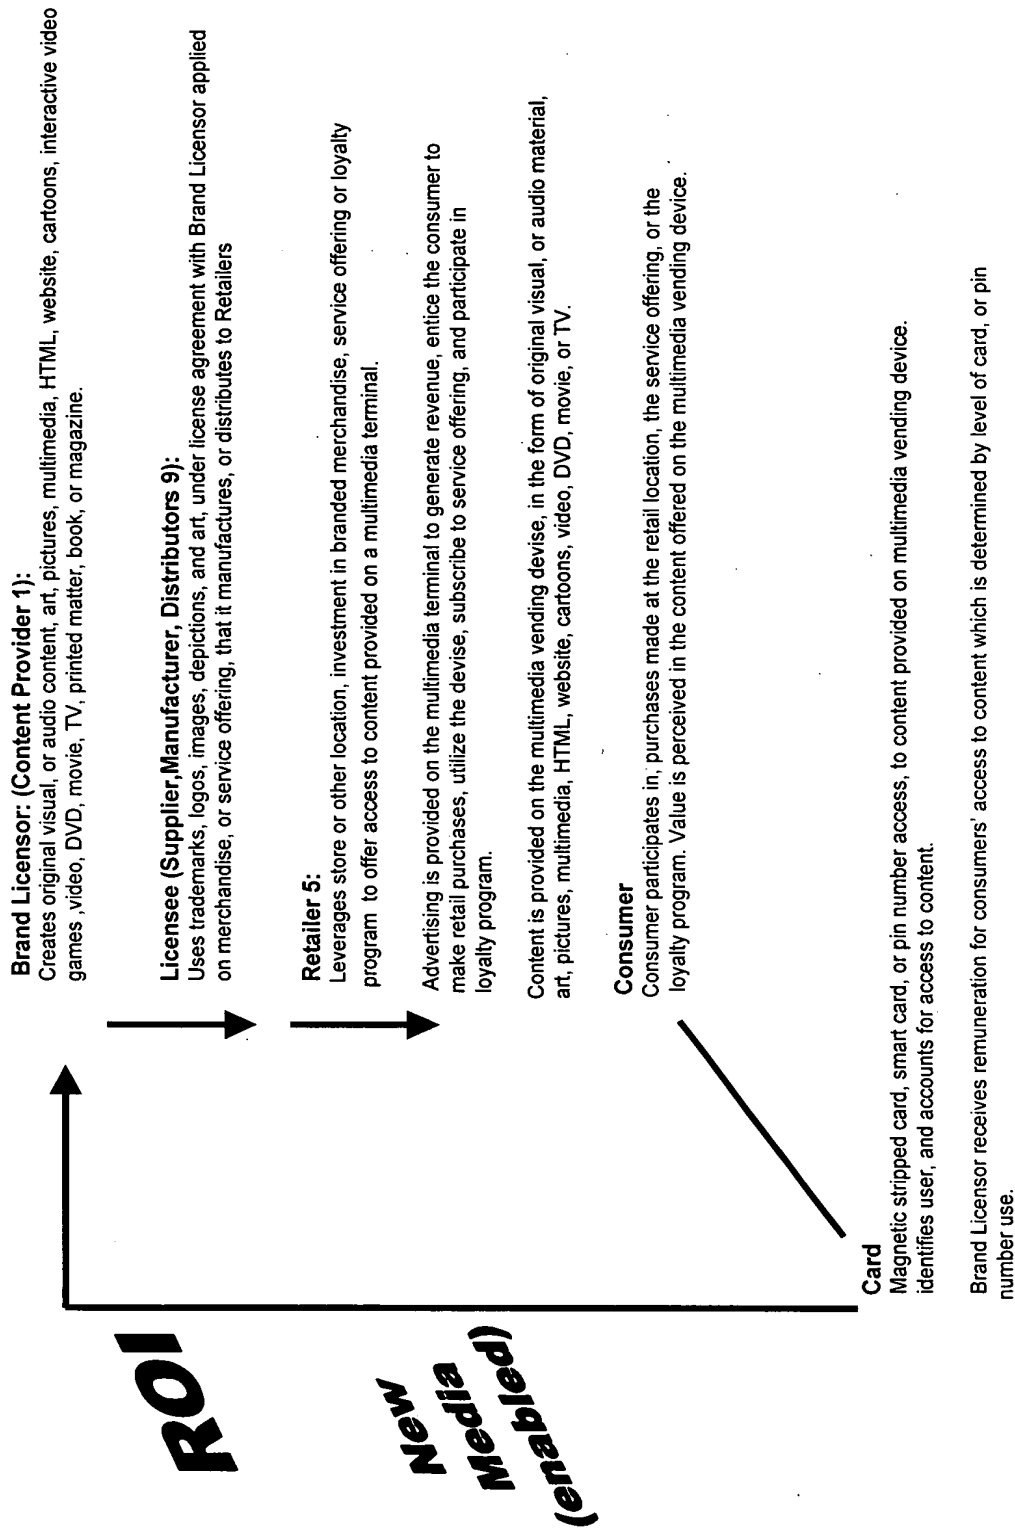 Brand Licensor: (Content Provider 1):
Creates original visual, or audio content, art, pictures, multimedia, HTML, website, cartoons, interactive video
games ,video, DVD, movie, TV, printed matter, book, or magazine.
Licensee (Supplier,Manufacturer, Distributors 9):
Uses trademarks, logos, images, depictions, and art, under license agreement with Brand Licensor applied
on merchandise, or service offering, that it manufactures, or distributes to Retailers
Retailer 5:
Leverages store or other location, investment in branded merchandise, service offering or loyalty
program to offer access to content provided on a multimedia terminal.
Advertising is provided on the multimedia terminal to generate revenue, entice the consumer to
make retail purchases, utilize the devise, subscribe to service offering, and participate in
loyalty program.
Content is provided on the multimedia vending devise, in the form of original visual, or audio material,
art, pictures, multimedia, HTML, website, cartoons, video, DVD, movie, or TV.
Consumer
Consumer participates in, purchases made at the retail location, the service offering, or the
loyalty program. Value is perceived in the content offered on the multimedia vending device.
Card
Magnetic stripped card, smart card, or pin number access, to content provided on multimedia vending device.
identifies user, and accounts for access to content.
Brand Licensor receives remuneration for consumers' access to content which is determined by level of card, or pin
number use.
ROI
New
Media
(enabled)